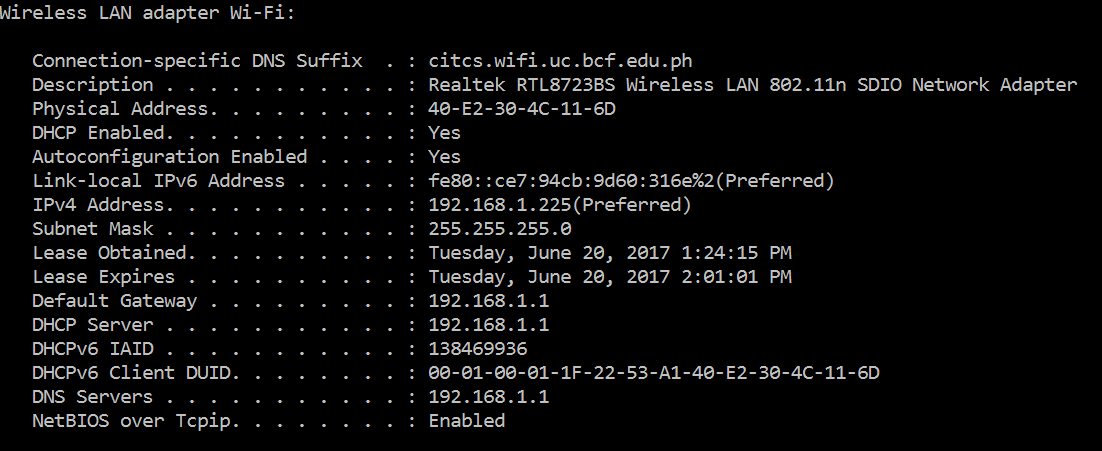 Wireless LAN adapter Wi-Fi:
Connection-specific DNS Suffix  . : citcs.wifi.uc.bcf.edu.ph
Description . . . . . . . . . . . : Realtek RTL8723BS Wireless LAN 802.11n SDIO Network Adapter
Physical Address. . . . . . . . . : 40-E2-30-4C-11-6D
DHCP Enabled. . . . . . . . . . . : Yes
Autoconfiguration Enabled . . . . : Yes
Link-local IPv6 Address . . . . . : fe80::ce7:94cb:9d60:316e%2(Preferred)
IPv4 Address. . . . . . . . . . . : 192.168.1.225(Preferred)
Subnet Mask . . . . . . . . . . . : 255.255.255.0
Lease Obtained. . . . . . . . . . : Tuesday, June 20, 2017 1:24:15 PM
Lease Expires . . . . . . . . . . : Tuesday, June 20, 2017 2:01:01 PM
Default Gateway . . . . . . . . . : 192.168.1.1
DHCP Server . . . . . . . . . . . : 192.168.1.1
DHCPv6 IAID . . . . . . . . . . . : 138469936
DHCPv6 Client DUID. . . . . . . . : 00-01-00-01-1F-22-53-A1-40-E2-30-4C-11-6D
DNS Servers . . . . . . . . . . . : 192.168.1.1
NetBIOS over Tcpip. . . . . . . . : Enabled